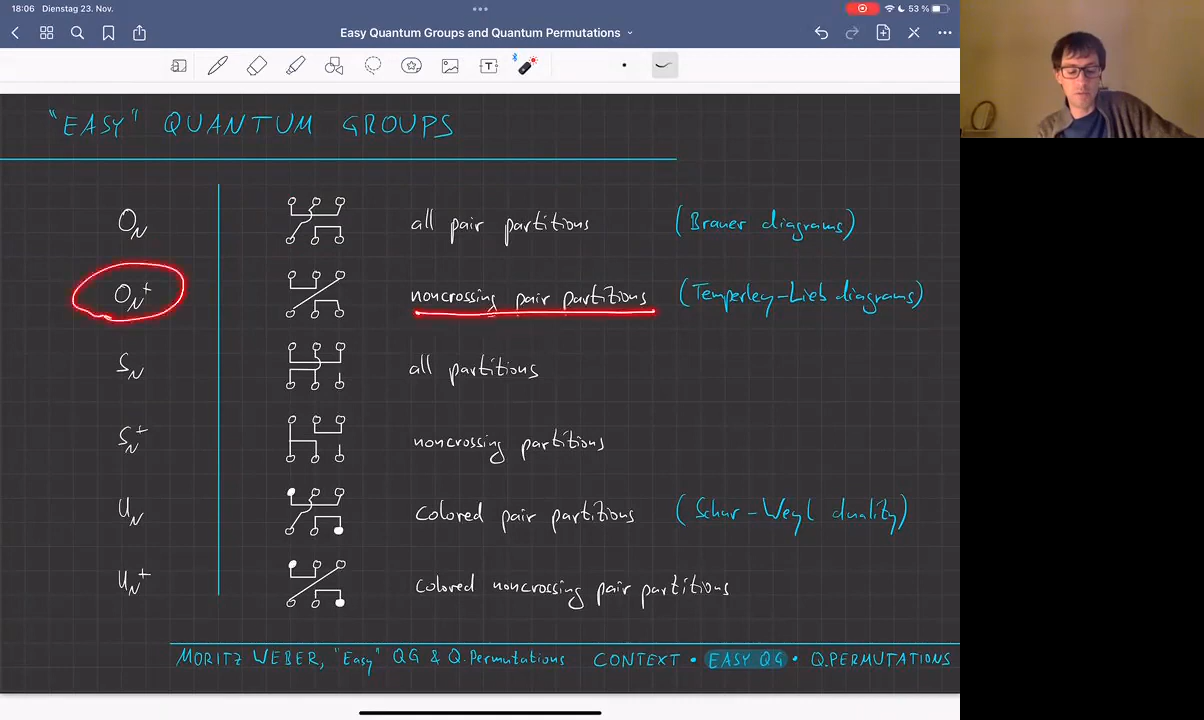 18:06 Dienstag 23. Nov.
53 %
Easy Quantum Groups and Quantum Permutations
"EASY" QUANTUM GROUPS
O_N all pair partitions (Brauer diagrams)
O_N^+ noncrossing pair partitions (Temperley-Lieb diagrams)
S_N all partitions
S_N^+ noncrossing partitions
U_N colored pair partitions (Schur-Weyl duality)
U_N^+ colored noncrossing pair partitions
MORITZ WEBER, "Easy" QG & Q.Permutations CONTEXT • EASY QG • Q.PERMUTATIONS